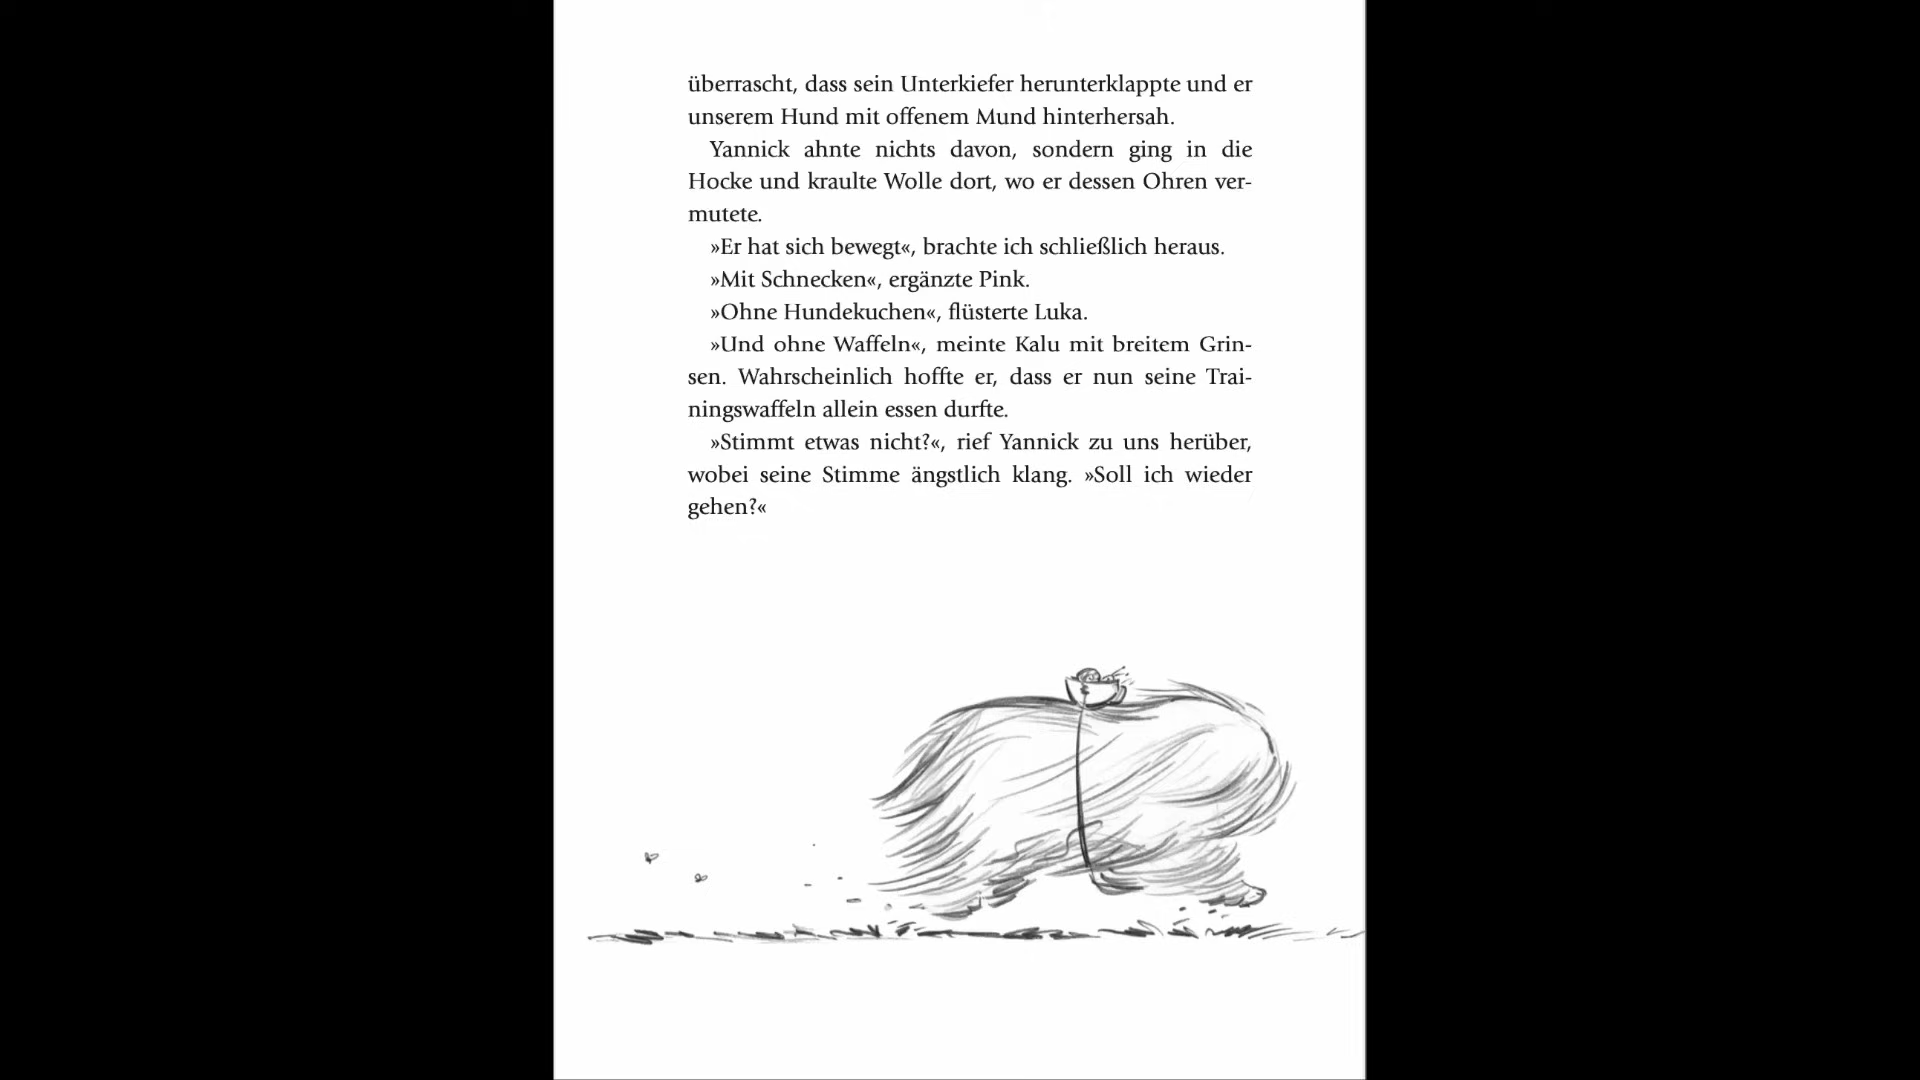 überrascht, dass sein Unterkiefer herunterklappte und er
unserem Hund mit offenem Mund hinterhersah.
Yannick ahnte nichts davon, sondern ging in die
Hocke und kraulte Wolle dort, wo er dessen Ohren ver-
mutete.
»Er hat sich bewegt«, brachte ich schließlich heraus.
»Mit Schnecken«, ergänzte Pink.
»Ohne Hundekuchen«, flüsterte Luka.
»Und ohne Waffeln«, meinte Kalu mit breitem Grin-
sen. Wahrscheinlich hoffte er, dass er nun seine Trai-
ningswaffeln allein essen durfte.
»Stimmt etwas nicht?«, rief Yannick zu uns herüber,
wobei seine Stimme ängstlich klang. »Soll ich wieder
gehen?«